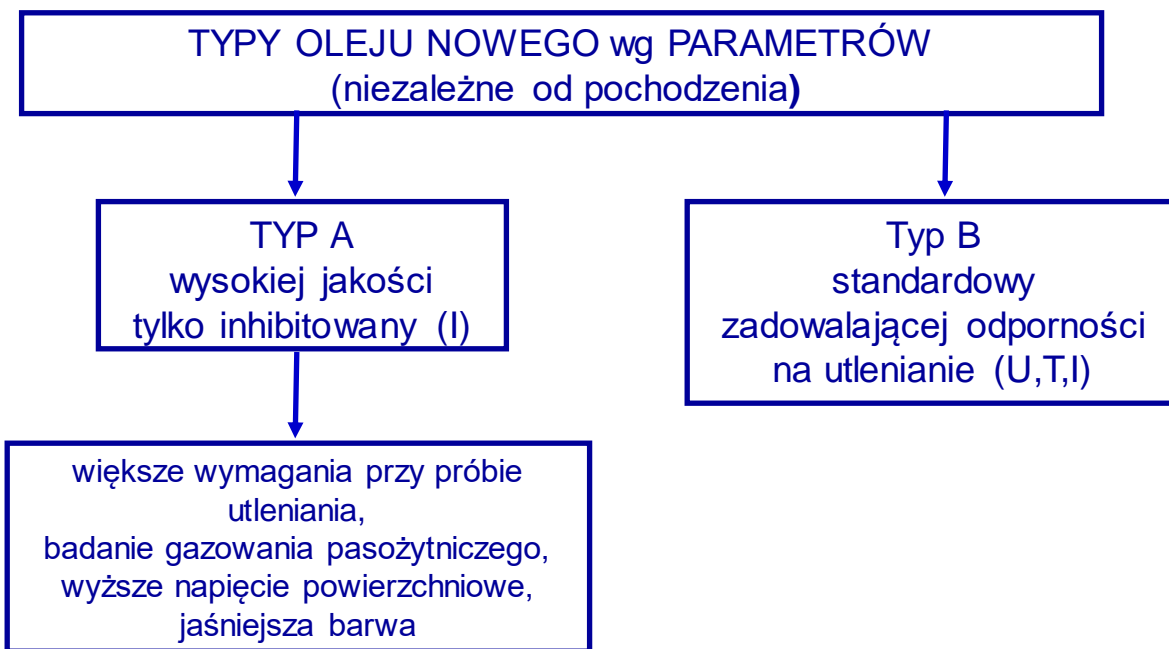 TYPY OLEJU NOWEGO wg PARAMETRÓW
(niezależne od pochodzenia)
TYP A
wysokiej jakości
tylko inhibitowany (I)
Typ B
standardowy
zadowalającej odporności
na utlenianie (U,T,I)
większe wymagania przy próbie
utleniania,
badanie gazowania pasożytniczego,
wyższe napięcie powierzchniowe,
jaśniejsza barwa